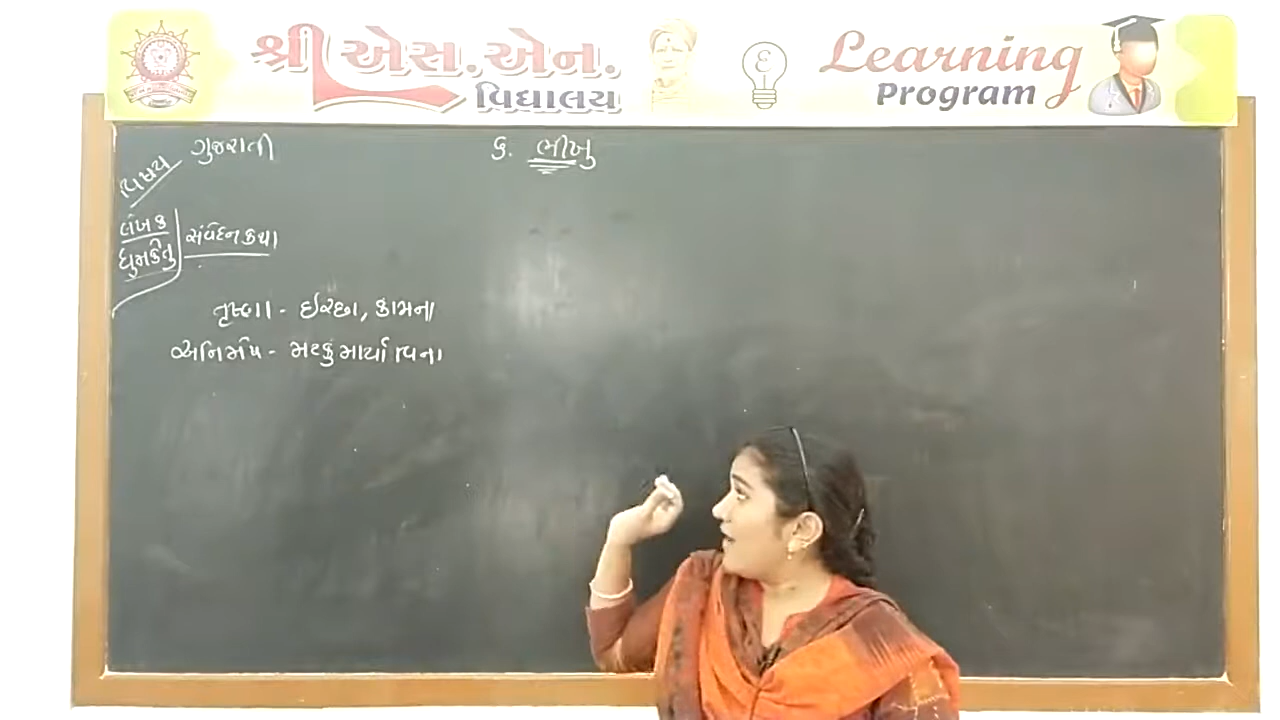 શ્રી એસ.એન.
વિદ્યાલય
Learning
Program
વિષય ગુજરાતી
૬. ભીખુ
લેખક
ધુમકેતુ
સંવેદનકથા
તૃષ્ણા - ઈચ્છા, કામના
અનિમેષ - મટકું માર્યા વિના